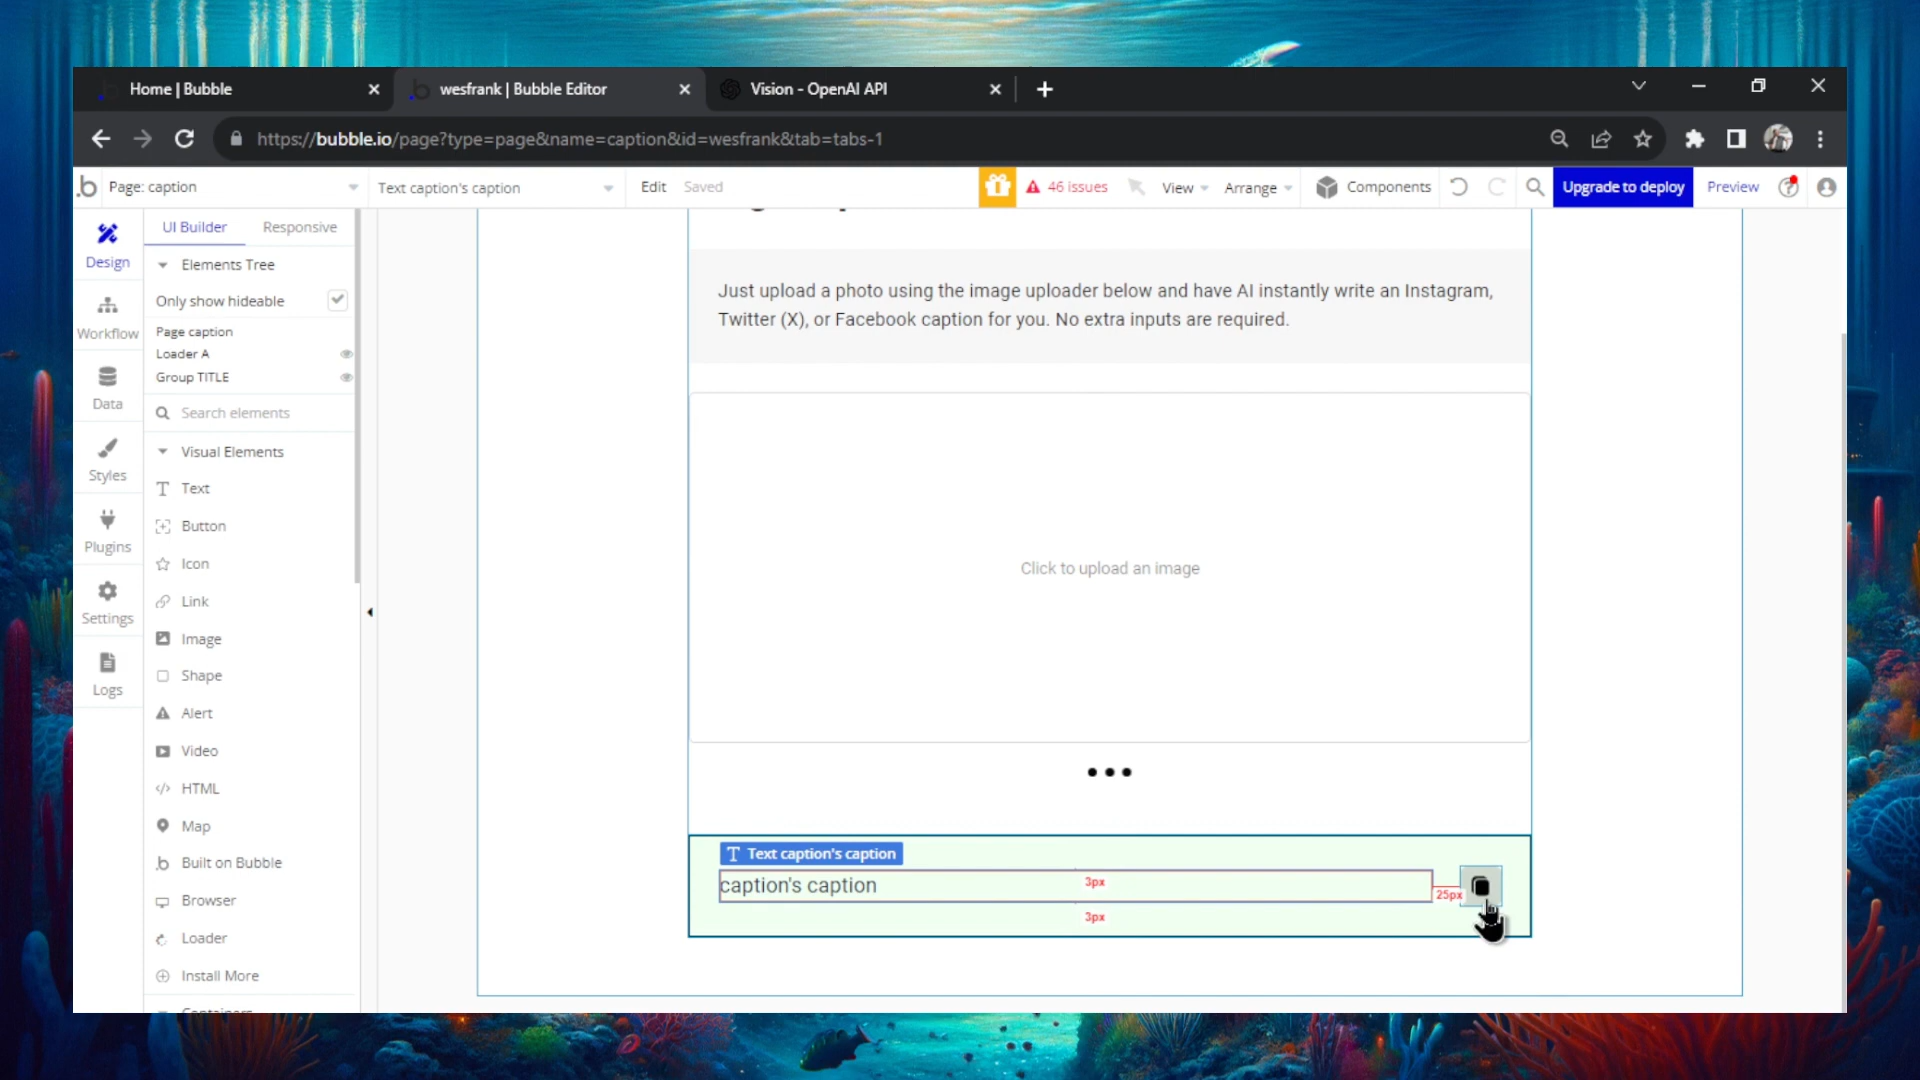 Home | Bubble
wesfrank | Bubble Editor
Vision - OpenAI API
https://bubble.io/page?type=page&name=caption&id=wesfrank&tab=tabs-1
Page: caption
Text caption's caption
Edit
Saved
46 issues
View
Arrange
Components
Upgrade to deploy
Preview
Design
Workflow
Data
Styles
Plugins
Settings
Logs
UI Builder
Responsive
Elements Tree
Only show hideable
Page caption
Loader A
Group TITLE
Search elements
Visual Elements
Text
Button
Icon
Link
Image
Shape
Alert
Video
HTML
Map
Built on Bubble
Browser
Loader
Install More
Containers
Just upload a photo using the image uploader below and have AI instantly write an Instagram,
Twitter (X), or Facebook caption for you. No extra inputs are required.
Click to upload an image
Text caption's caption
caption's caption
3px
25px
3px